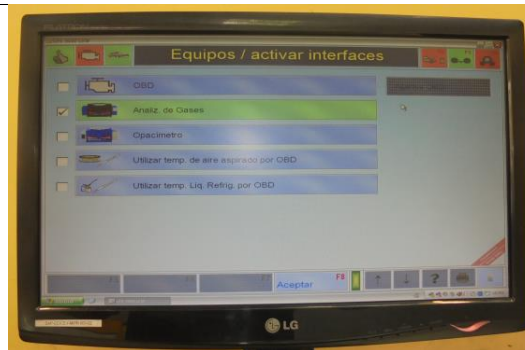 Equipos / activar interfaces
OBD
Analiz. de Gases
Opacímetro
Utilizar temp. de aire aspirado por OBD
Utilizar temp. Liq. Refrig. por OBD
F8
Aceptar
?
LG